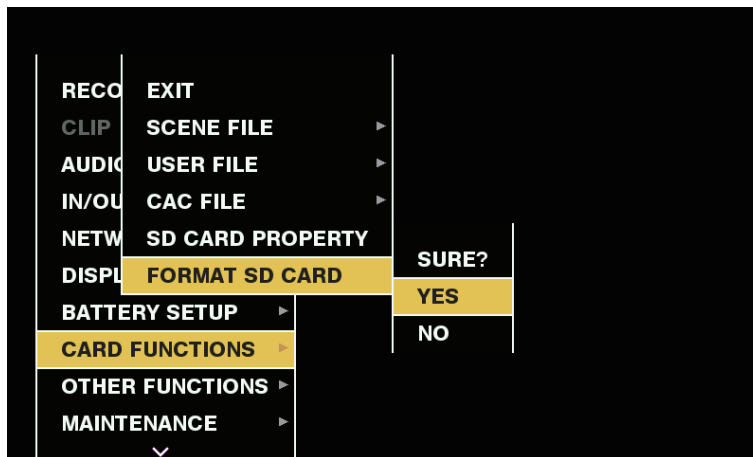 RECO
CLIP
AUDIO
IN/OU
NETW
DISPL
BATTERY SETUP
CARD FUNCTIONS
OTHER FUNCTIONS
MAINTENANCE
EXIT
SCENE FILE
USER FILE
CAC FILE
SD CARD PROPERTY
FORMAT SD CARD
SURE?
YES
NO